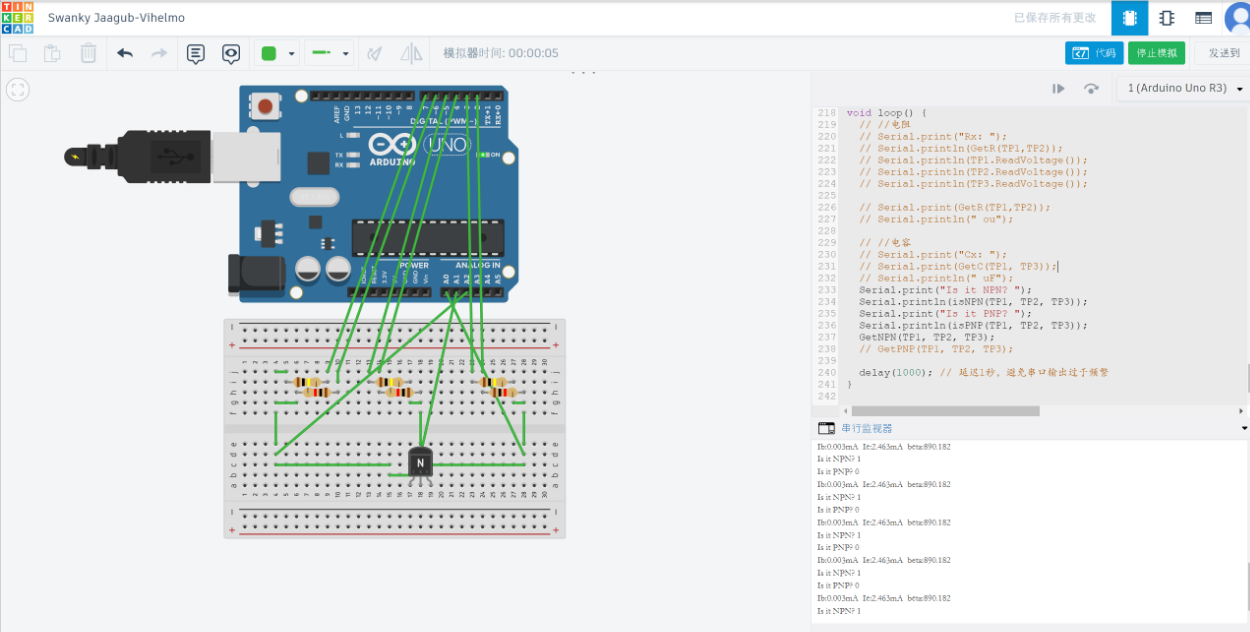 TIN
KER
CAD
Swanky Jaagub-Vihelmo
已保存所有更改
模拟器时间: 00:00:05
代码
停止模拟
发送到
1 (Arduino Uno R3)
AREF
GND
13
12
~11
~10
~9
8
7
~6
~5
4
~3
2
TX→1
RX←0
DIGITAL (PWM~)
L
TX
RX
ARDUINO
UNO
ON
POWER
ANALOG IN
3.3V
GND
Vin
A0
A1
A2
A3
A4
A5
N
218 void loop() {
219 // //电阻
220 // Serial.print("Rx: ");
221 // Serial.println(GetR(TP1,TP2));
222 // Serial.println(TP1.ReadVoltage());
223 // Serial.println(TP2.ReadVoltage());
224 // Serial.println(TP3.ReadVoltage());
225
226 // Serial.print(GetR(TP1,TP2));
227 // Serial.println(" ou");
228
229 // //电容
230 // Serial.print("Cx: ");
231 // Serial.print(GetC(TP1, TP3));
232 // Serial.println(" uF");
233 Serial.print("Is it NPN? ");
234 Serial.println(isNPN(TP1, TP2, TP3));
235 Serial.print("Is it PNP? ");
236 Serial.println(isPNP(TP1, TP2, TP3));
237 GetNPN(TP1, TP2, TP3);
238 // GetPNP(TP1, TP2, TP3);
239
240 delay(1000); // 延迟1秒，避免串口输出过于频繁
241 }
242
串行监视器
Ib:0.003mA Ie:2.463mA beta:890.182
Is it NPN? 1
Is it PNP? 0
Ib:0.003mA Ie:2.463mA beta:890.182
Is it NPN? 1
Is it PNP? 0
Ib:0.003mA Ie:2.463mA beta:890.182
Is it NPN? 1
Is it PNP? 0
Ib:0.003mA Ie:2.463mA beta:890.182
Is it NPN? 1
Is it PNP? 0
Ib:0.003mA Ie:2.463mA beta:890.182
Is it NPN? 1